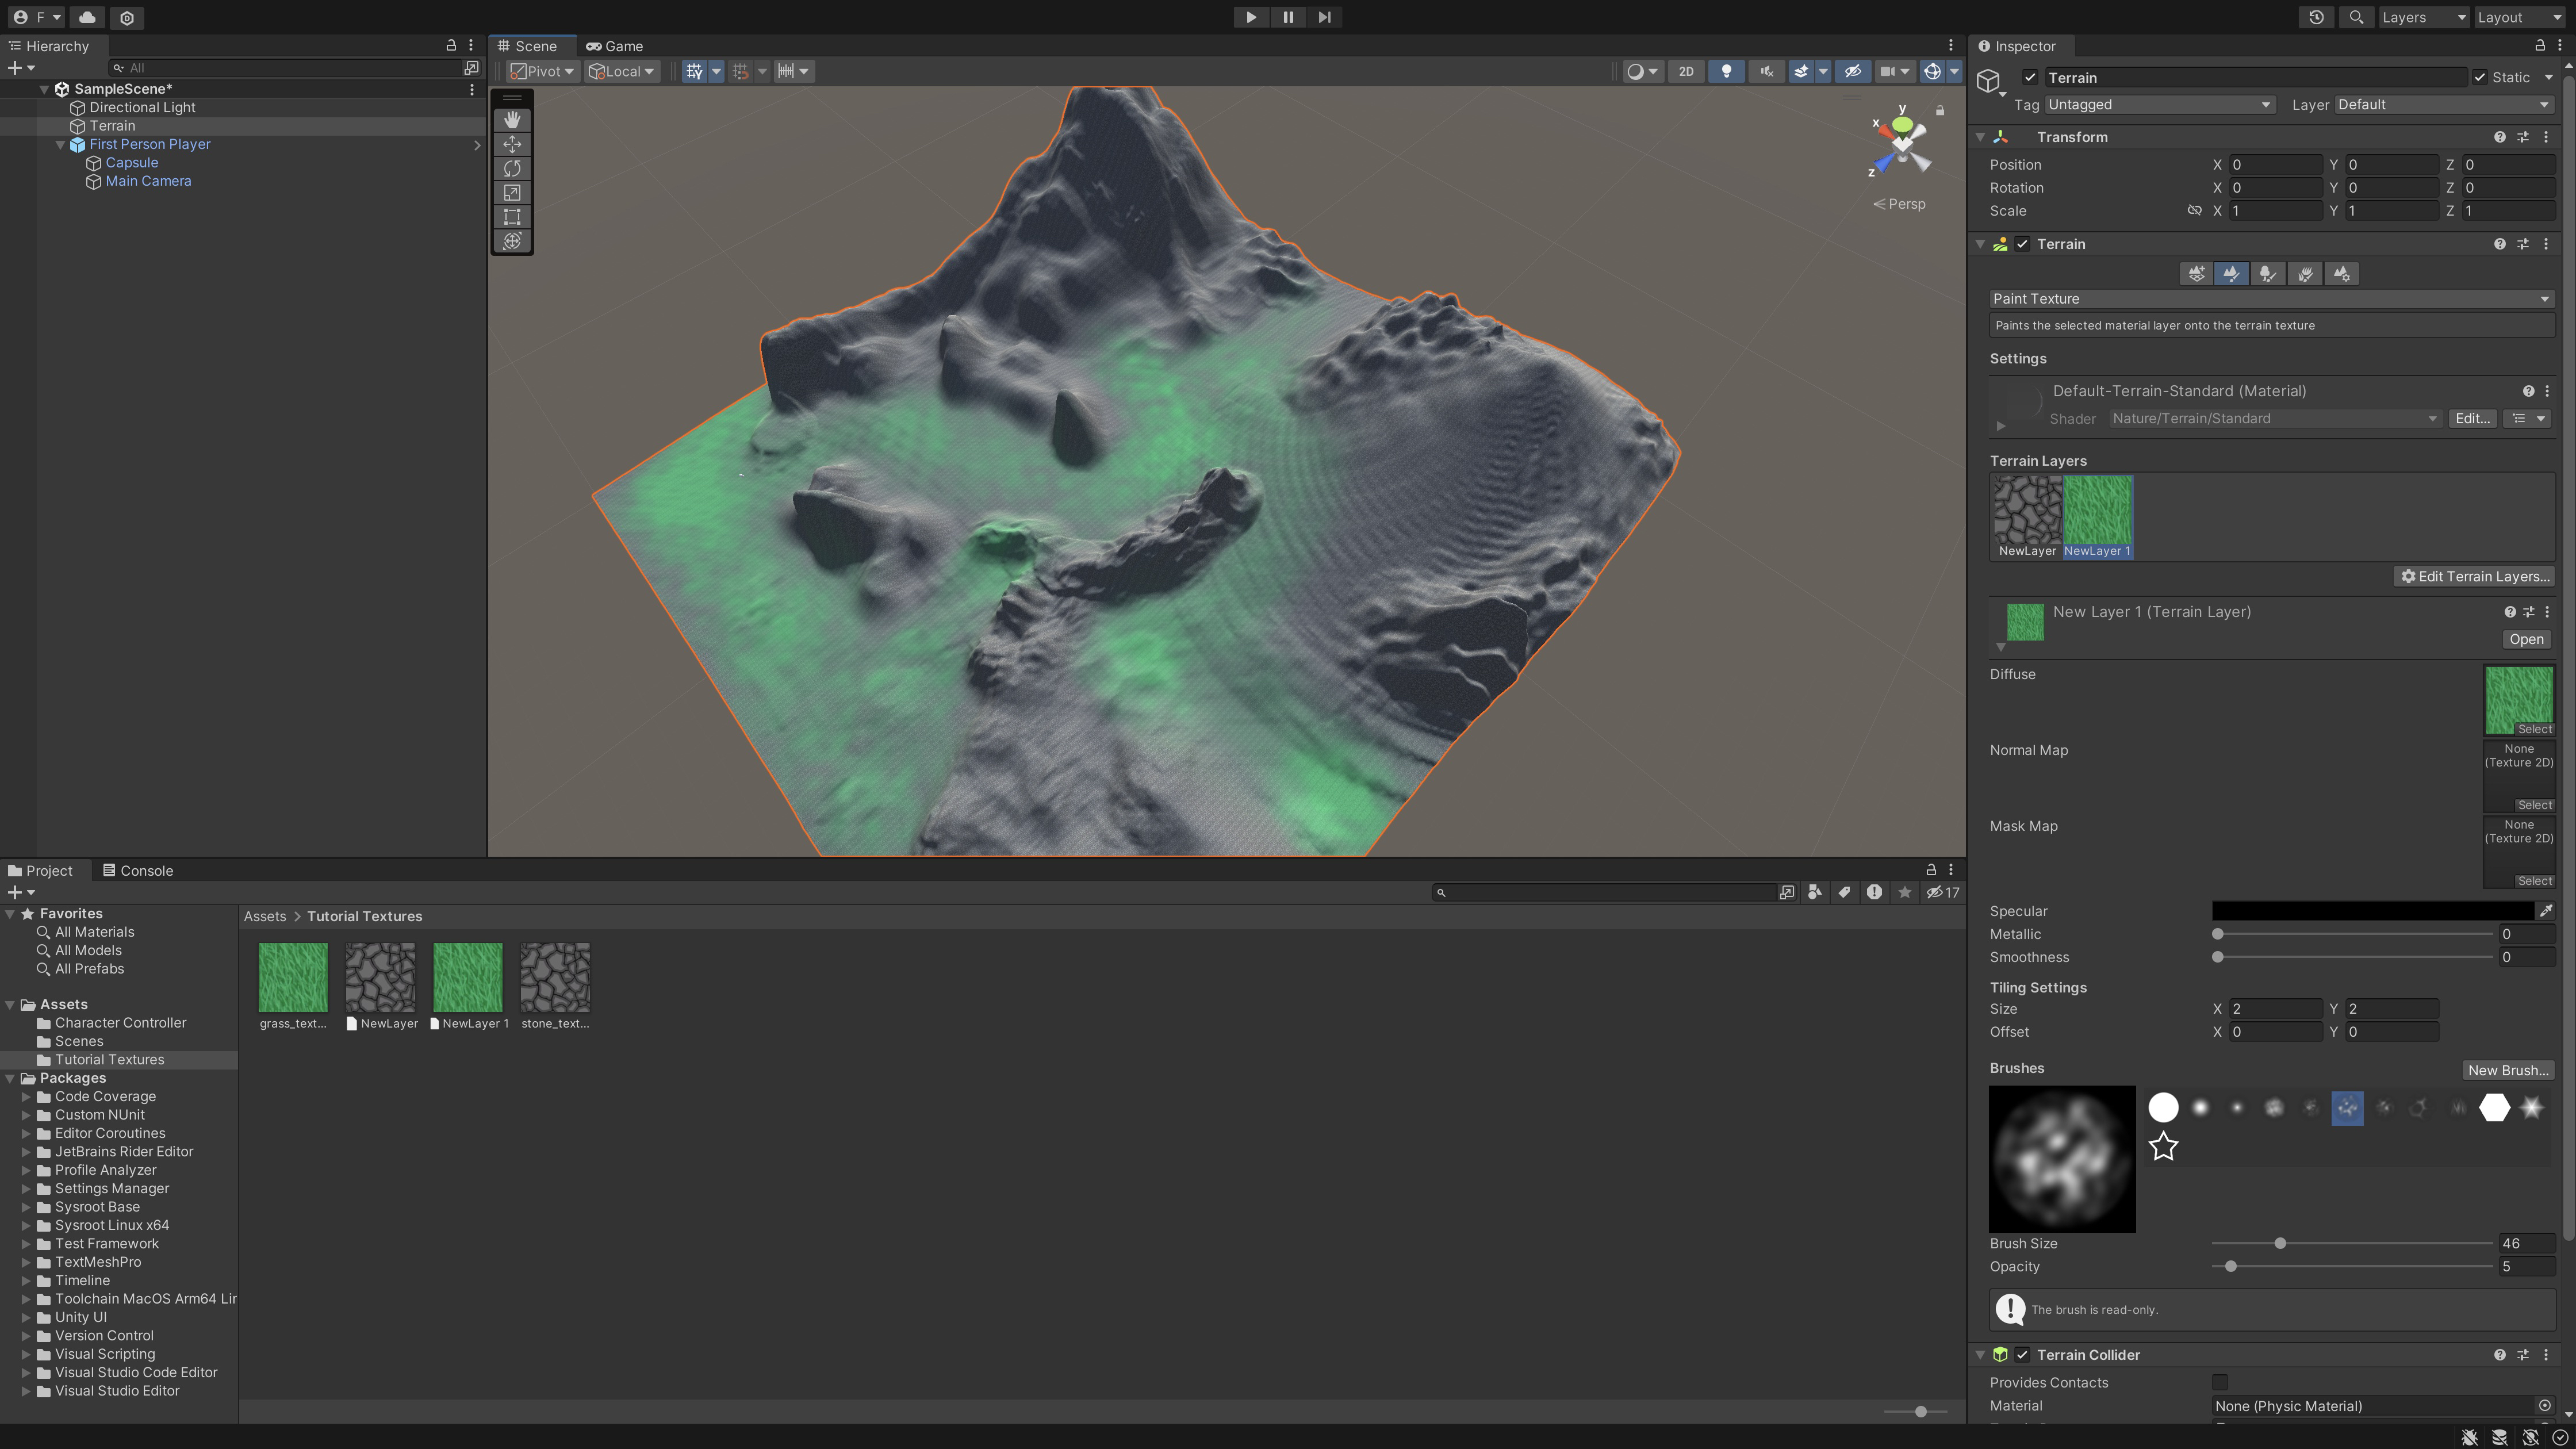 F
Layers
Layout
Hierarchy
All
SampleScene*
Directional Light
Terrain
First Person Player
Capsule
Main Camera
Scene
Game
Pivot
Local
2D
y
x
z
Persp
Inspector
Terrain
Static
Tag
Untagged
Layer
Default
Transform
Position X 0 Y 0 Z 0
Rotation X 0 Y 0 Z 0
Scale X 1 Y 1 Z 1
Terrain
Paint Texture
Paints the selected material layer onto the terrain texture
Settings
Default-Terrain-Standard (Material)
Shader Nature/Terrain/Standard Edit...
Terrain Layers
NewLayer NewLayer 1
Edit Terrain Layers...
New Layer 1 (Terrain Layer)
Open
Diffuse
Select
Normal Map
None
(Texture 2D)
Select
Mask Map
None
(Texture 2D)
Select
Specular
Metallic 0
Smoothness 0
Tiling Settings
Size X 2 Y 2
Offset X 0 Y 0
Brushes
New Brush...
Brush Size 46
Opacity 5
The brush is read-only.
Terrain Collider
Provides Contacts
Material None (Physic Material)
Project
Console
17
Favorites
All Materials
All Models
All Prefabs
Assets
Character Controller
Scenes
Tutorial Textures
Packages
Code Coverage
Custom NUnit
Editor Coroutines
JetBrains Rider Editor
Profile Analyzer
Settings Manager
Sysroot Base
Sysroot Linux x64
Test Framework
TextMeshPro
Timeline
Toolchain MacOS Arm64 Lin
Unity UI
Version Control
Visual Scripting
Visual Studio Code Editor
Visual Studio Editor
Assets > Tutorial Textures
grass_text...
NewLayer
NewLayer 1
stone_text...